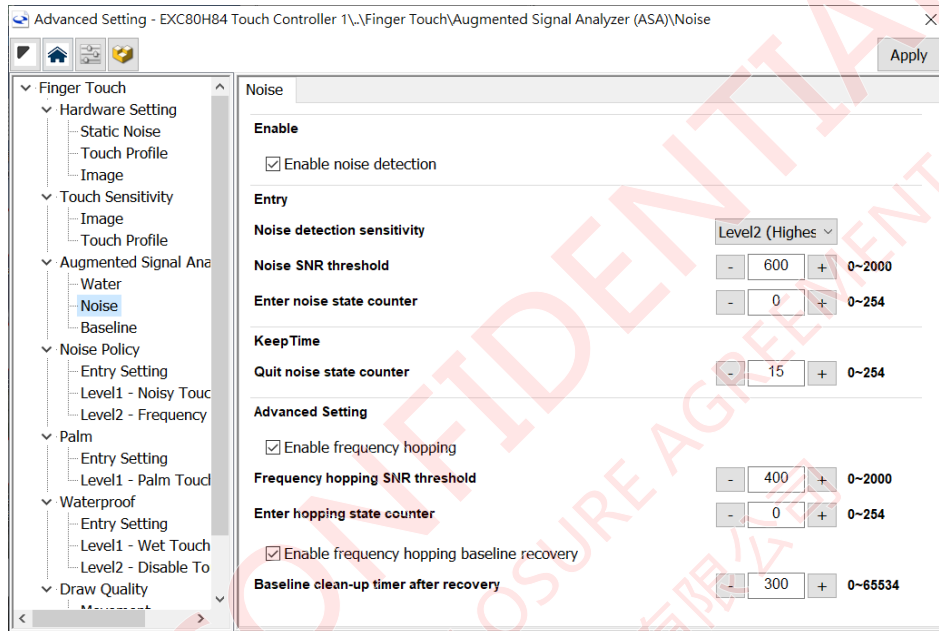 Advanced Setting - EXC80H84 Touch Controller 1\..\Finger Touch\Augmented Signal Analyzer (ASA)\Noise
Apply
Finger Touch
Hardware Setting
Static Noise
Touch Profile
Image
Touch Sensitivity
Image
Touch Profile
Augmented Signal Ana
Water
Noise
Baseline
Noise Policy
Entry Setting
Level1 - Noisy Touc
Level2 - Frequency
Palm
Entry Setting
Level1 - Palm Touch
Waterproof
Entry Setting
Level1 - Wet Touch
Level2 - Disable To
Draw Quality
Movement
Noise
Enable
Enable noise detection
Entry
Noise detection sensitivity Level2 (Highes
Noise SNR threshold - 600 + 0~2000
Enter noise state counter - 0 + 0~254
KeepTime
Quit noise state counter - 15 + 0~254
Advanced Setting
Enable frequency hopping
Frequency hopping SNR threshold - 400 + 0~2000
Enter hopping state counter - 0 + 0~254
Enable frequency hopping baseline recovery
Baseline clean-up timer after recovery - 300 + 0~65534
CONFIDENTIAL
OSURE AGREEMENT
有限公司